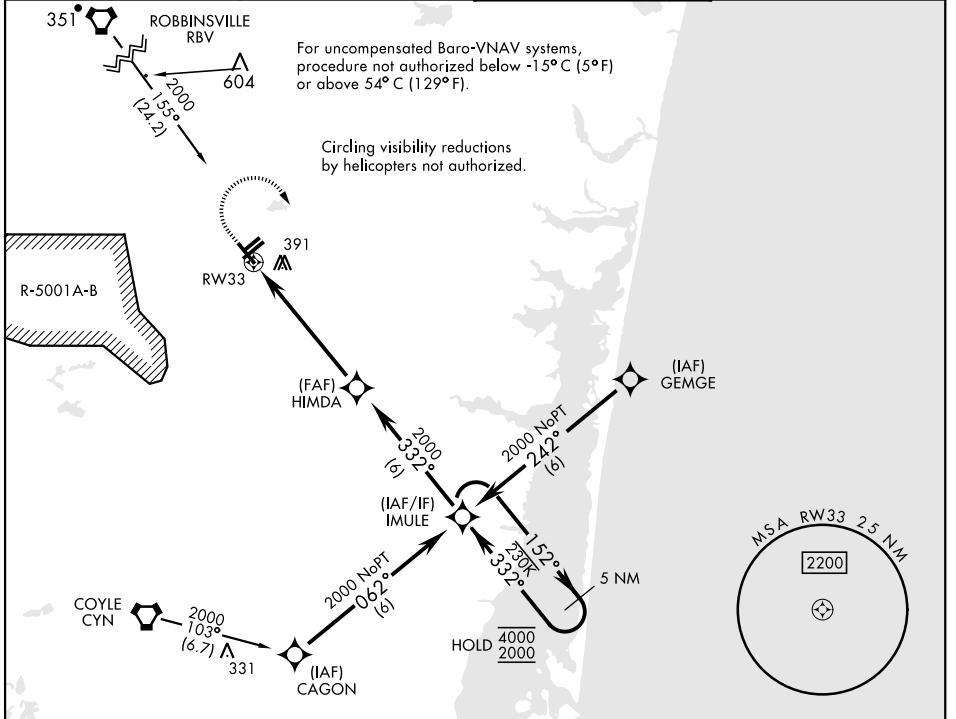 351
ROBBINSVILLE
RBV
604
2000
155°
(24.2)
For uncompensated Baro-VNAV systems,
procedure not authorized below -15° C (5° F)
or above 54° C (129° F).
Circling visibility reductions
by helicopters not authorized.
R-5001A-B
RW33
391
(FAF)
HIMDA
(IAF)
GEMGE
2000
332°
(6)
2000 NoPT
242°
(6)
(IAF/IF)
IMULE
152°
230K
332°
5 NM
HOLD
4000
2000
2000 NoPT
062°
(6)
COYLE
CYN
2000
103°
(6.7)
331
(IAF)
CAGON
MSA RW33 25 NM
2200